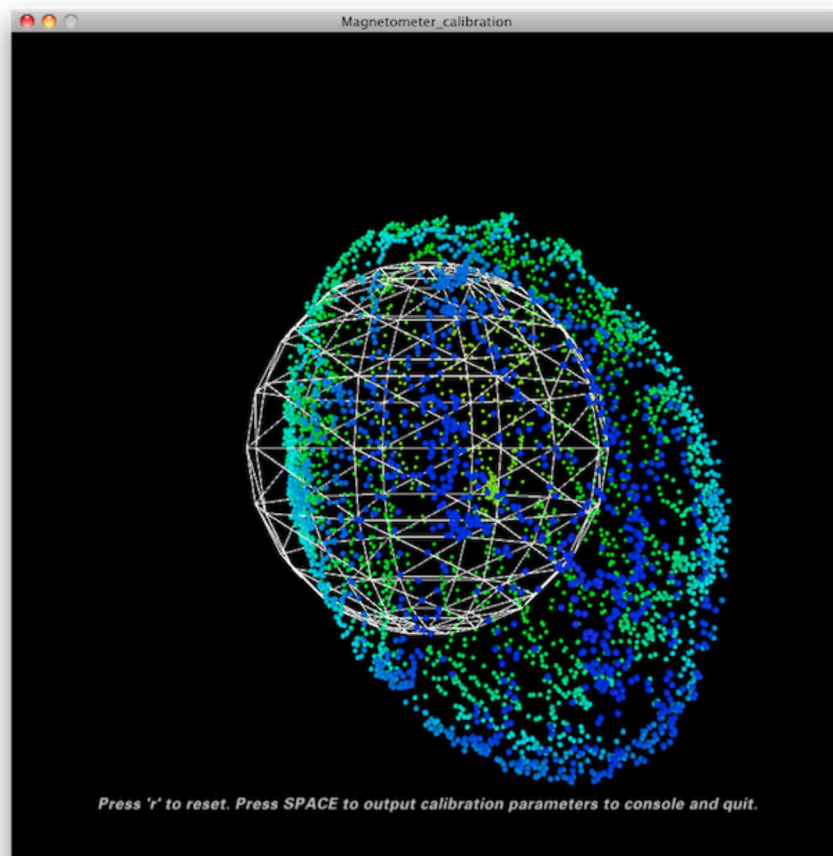 Magnetometer_calibration
Press 'r' to reset. Press SPACE to output calibration parameters to console and quit.